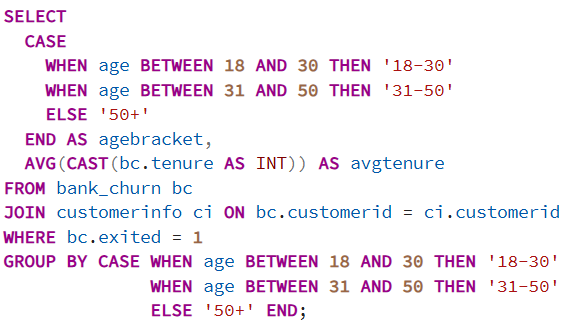 SELECT
  CASE
    WHEN age BETWEEN 18 AND 30 THEN '18-30'
    WHEN age BETWEEN 31 AND 50 THEN '31-50'
    ELSE '50+'
  END AS agebracket,
  AVG(CAST(bc.tenure AS INT)) AS avgtenure
FROM bank_churn bc
JOIN customerinfo ci ON bc.customerid = ci.customerid
WHERE bc.exited = 1
GROUP BY CASE WHEN age BETWEEN 18 AND 30 THEN '18-30'
              WHEN age BETWEEN 31 AND 50 THEN '31-50'
              ELSE '50+' END;